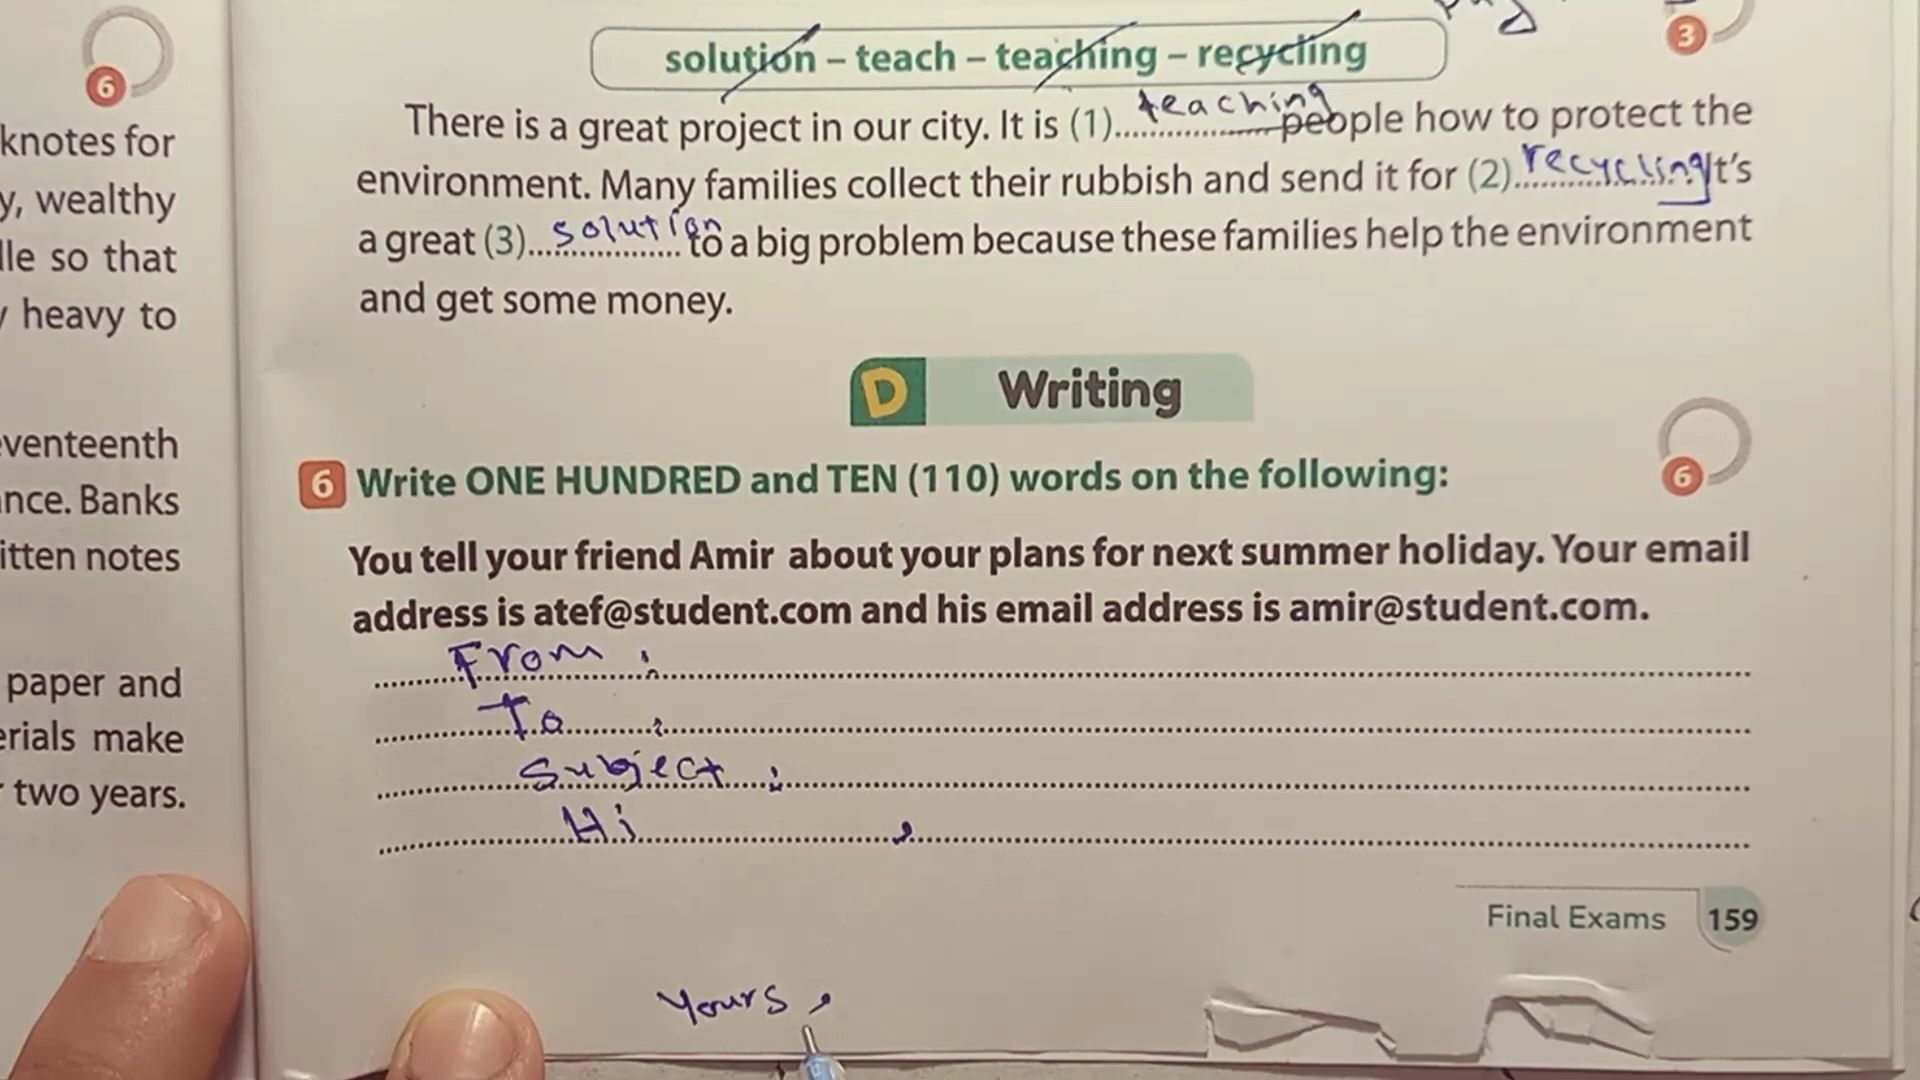 6
3
solution – teach – teaching – recycling
knotes for
y, wealthy
lle so that
y heavy to
There is a great project in our city. It is (1) teaching people how to protect the
environment. Many families collect their rubbish and send it for (2) recycling It's
a great (3) solution to a big problem because these families help the environment
and get some money.
eventeenth
ance. Banks
itten notes
paper and
erials make
two years.
D Writing
6
6 Write ONE HUNDRED and TEN (110) words on the following:
You tell your friend Amir about your plans for next summer holiday. Your email
address is atef@student.com and his email address is amir@student.com.
From :
To :
Subject :
Hi ,
Final Exams 159
Yours ,